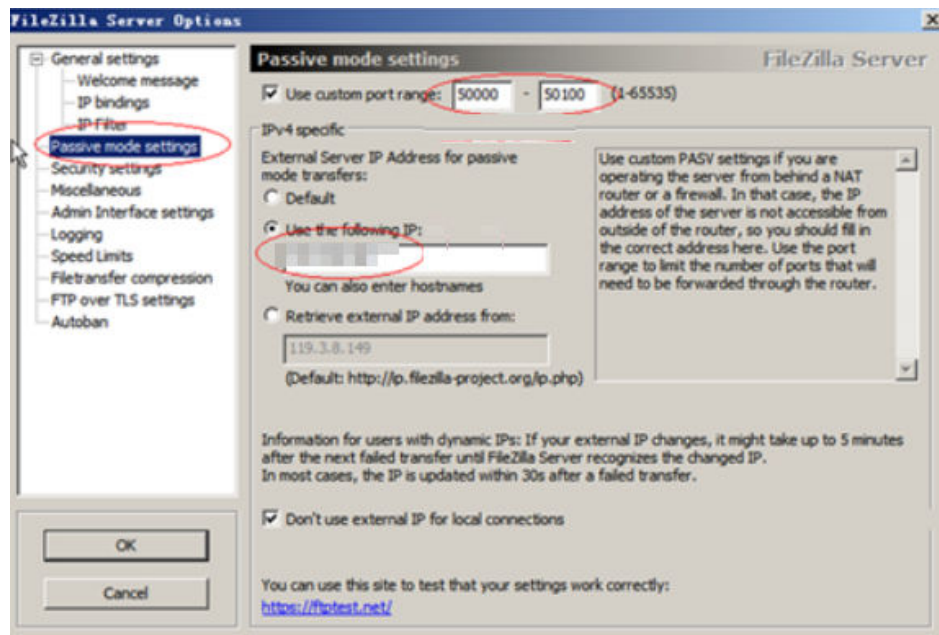 FileZilla Server Options
General settings
Welcome message
IP bindings
IP Filter
Passive mode settings
Security settings
Miscellaneous
Admin Interface settings
Logging
Speed Limits
Filetransfer compression
FTP over TLS settings
Autoban
OK
Cancel
Passive mode settings
FileZilla Server
Use custom port range: 50000 - 50100 (1-65535)
IPv4 specific
External Server IP Address for passive
mode transfers:
Default
Use the following IP:
You can also enter hostnames
Retrieve external IP address from:
119.3.8.149
(Default: http://ip.filezilla-project.org/ip.php)
Use custom PASV settings if you are
operating the server from behind a NAT
router or a firewall. In that case, the IP
address of the server is not accessible from
outside of the router, so you should fill in
the correct address here. Use the port
range to limit the number of ports that will
need to be forwarded through the router.
Information for users with dynamic IPs: If your external IP changes, it might take up to 5 minutes
after the next failed transfer until FileZilla Server recognizes the changed IP.
In most cases, the IP is updated within 30s after a failed transfer.
Don't use external IP for local connections
You can use this site to test that your settings work correctly:
https://ftptest.net/